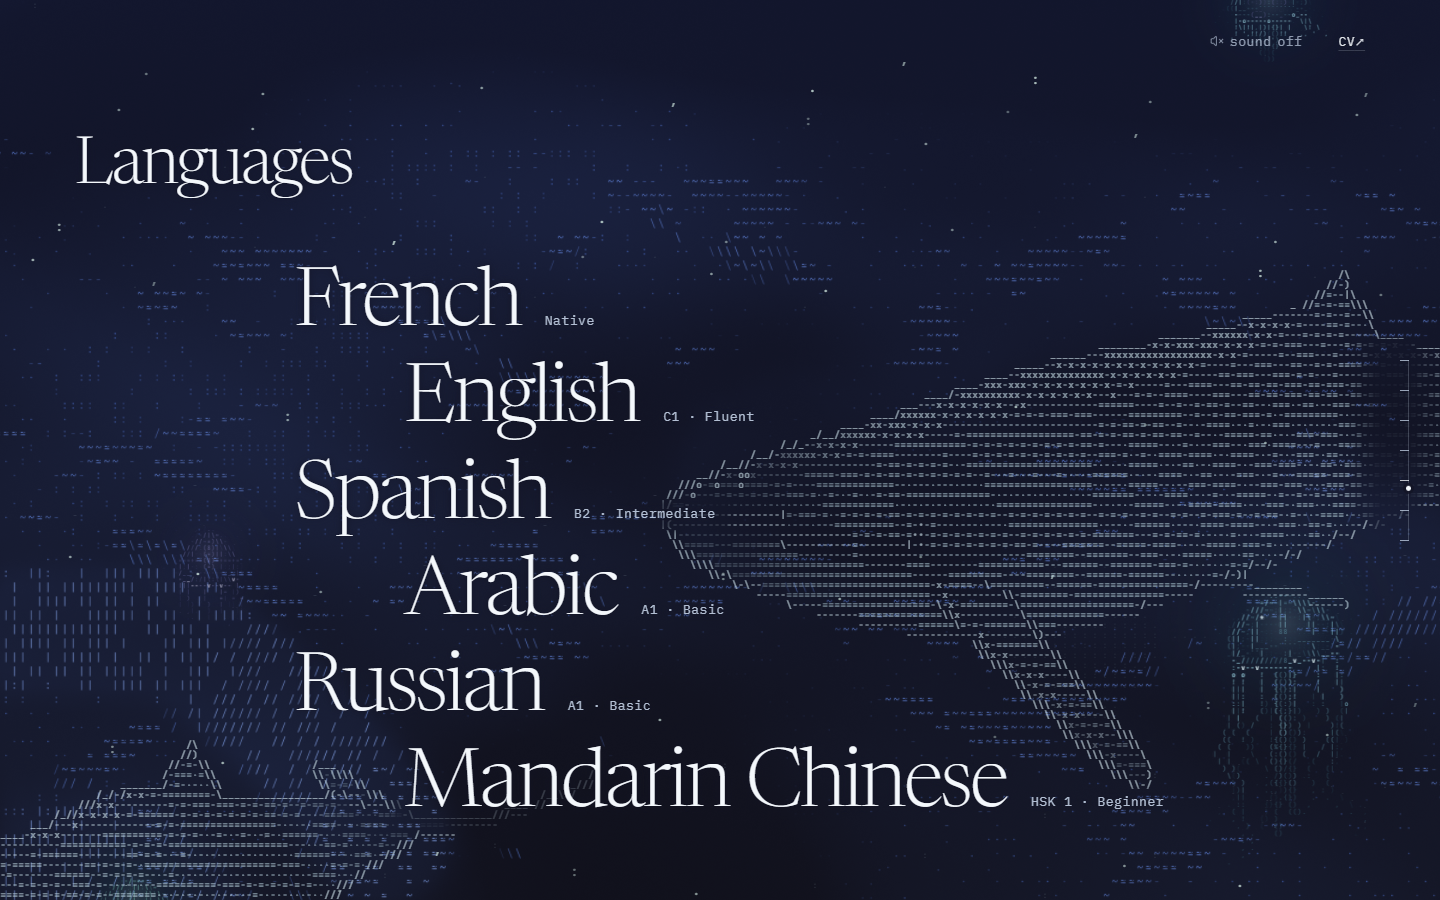 sound off
CV↗
Languages
French Native
English C1 · Fluent
Spanish B2 · Intermediate
Arabic A1 · Basic
Russian A1 · Basic
Mandarin Chinese HSK 1 · Beginner